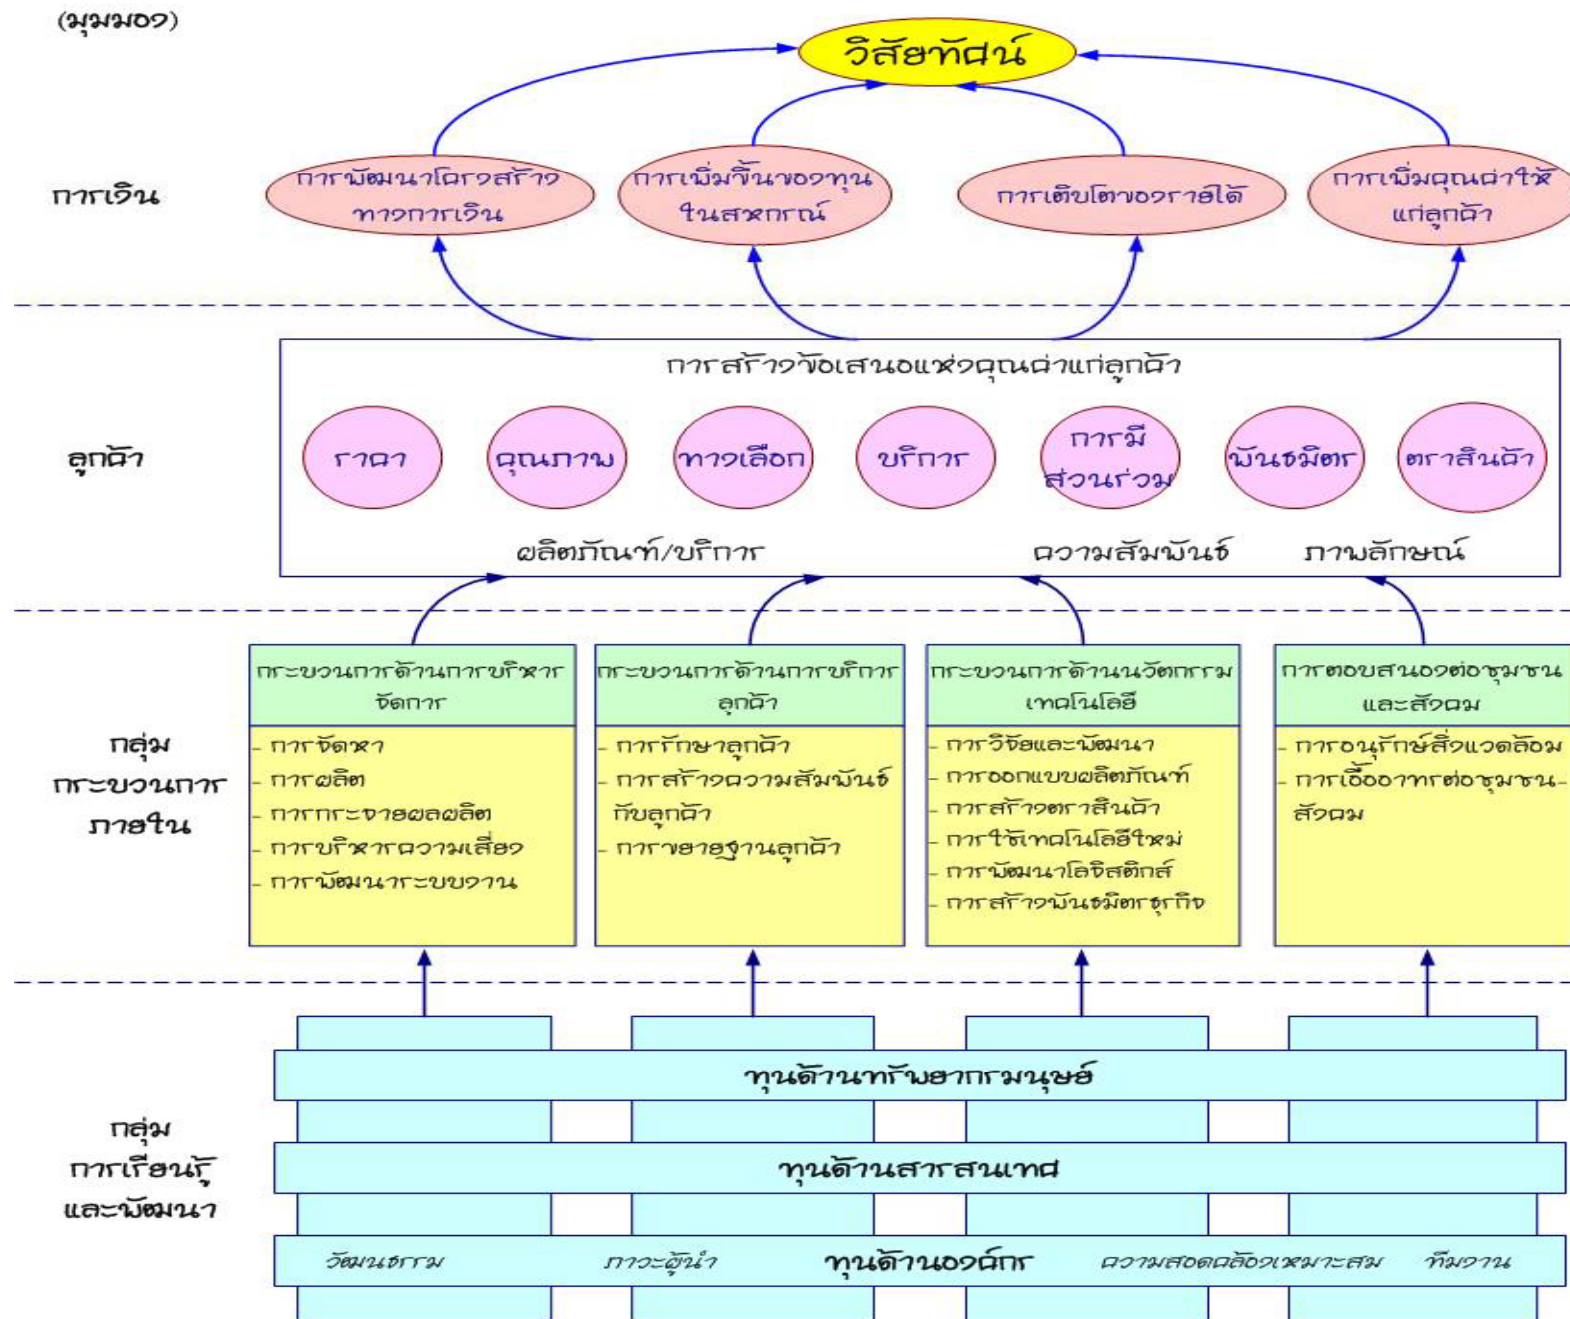 (มุมมอง)
วิสัยทัศน์
การเงิน
การพัฒนาโครงสร้าง
ทางการเงิน
การเพิ่มขึ้นของทุน
ในสหกรณ์
การเติบโตของรายได้
การเพิ่มคุณค่าให้
แก่ลูกค้า
ลูกค้า
การสร้างข้อเสนอแห่งคุณค่าแก่ลูกค้า
ราคา
คุณภาพ
ทางเลือก
บริการ
การมี
ส่วนร่วม
พันธมิตร
ตราสินค้า
ผลิตภัณฑ์/บริการ
ความสัมพันธ์
ภาพลักษณ์
กลุ่ม
กระบวนการ
ภายใน
กระบวนการด้านการบริหาร
จัดการ
- การจัดหา
- การผลิต
- การกระจายผลผลิต
- การบริหารความเสี่ยง
- การพัฒนาระบบงาน
กระบวนการด้านการบริการ
ลูกค้า
- การรักษาลูกค้า
- การสร้างความสัมพันธ์
กับลูกค้า
- การขยายฐานลูกค้า
กระบวนการด้านนวัตกรรม
เทคโนโลยี
- การวิจัยและพัฒนา
- การออกแบบผลิตภัณฑ์
- การสร้างตราสินค้า
- การใช้เทคโนโลยีใหม่
- การพัฒนาโลจิสติกส์
- การสร้างพันธมิตรธุรกิจ
การตอบสนองต่อชุมชน
และสังคม
- การอนุรักษ์สิ่งแวดล้อม
- การเอื้ออาทรต่อชุมชน-
สังคม
กลุ่ม
การเรียนรู้
และพัฒนา
ทุนด้านทรัพยากรมนุษย์
ทุนด้านสารสนเทศ
วัฒนธรรม ภาวะผู้นำ ทุนด้านองค์กร ความสอดคล้องเหมาะสม ทีมงาน